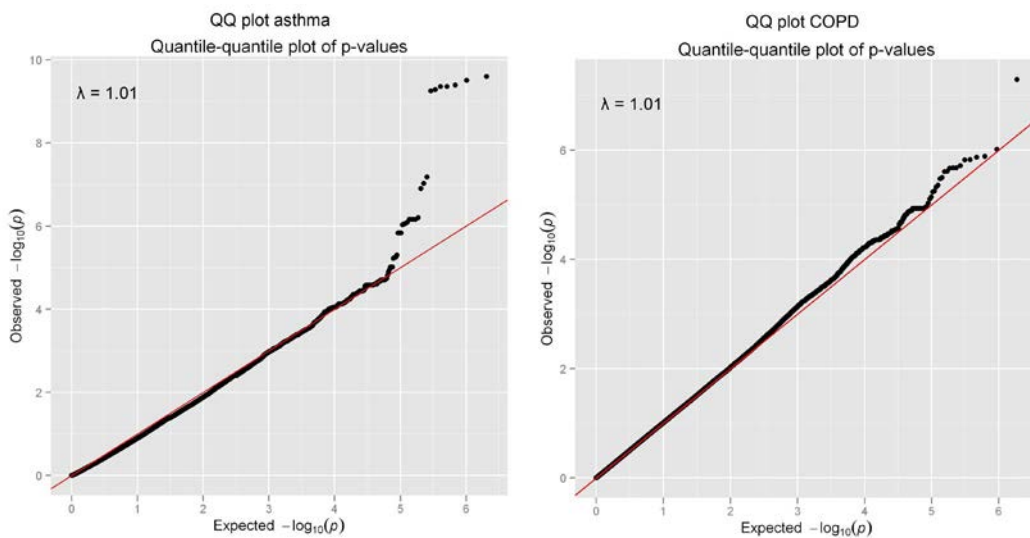 QQ plot asthma
Quantile-quantile plot of p-values
λ = 1.01
10
8
6
4
2
0
Observed −log10(p)
0 1 2 3 4 5 6
Expected −log10(p)
QQ plot COPD
Quantile-quantile plot of p-values
λ = 1.01
6
4
2
0
Observed −log10(p)
0 1 2 3 4 5 6
Expected −log10(p)